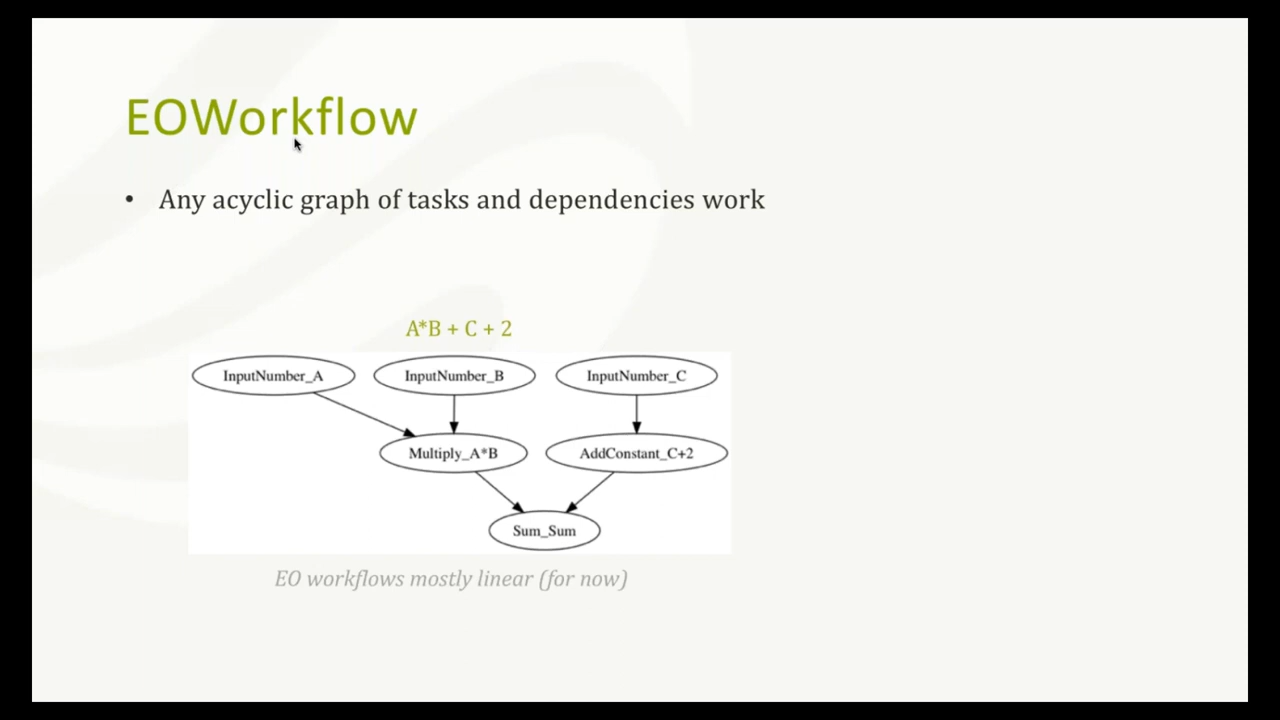 EOWorkflow
• Any acyclic graph of tasks and dependencies work
A*B + C + 2
InputNumber_A
InputNumber_B
InputNumber_C
Multiply_A*B
AddConstant_C+2
Sum_Sum
EO workflows mostly linear (for now)